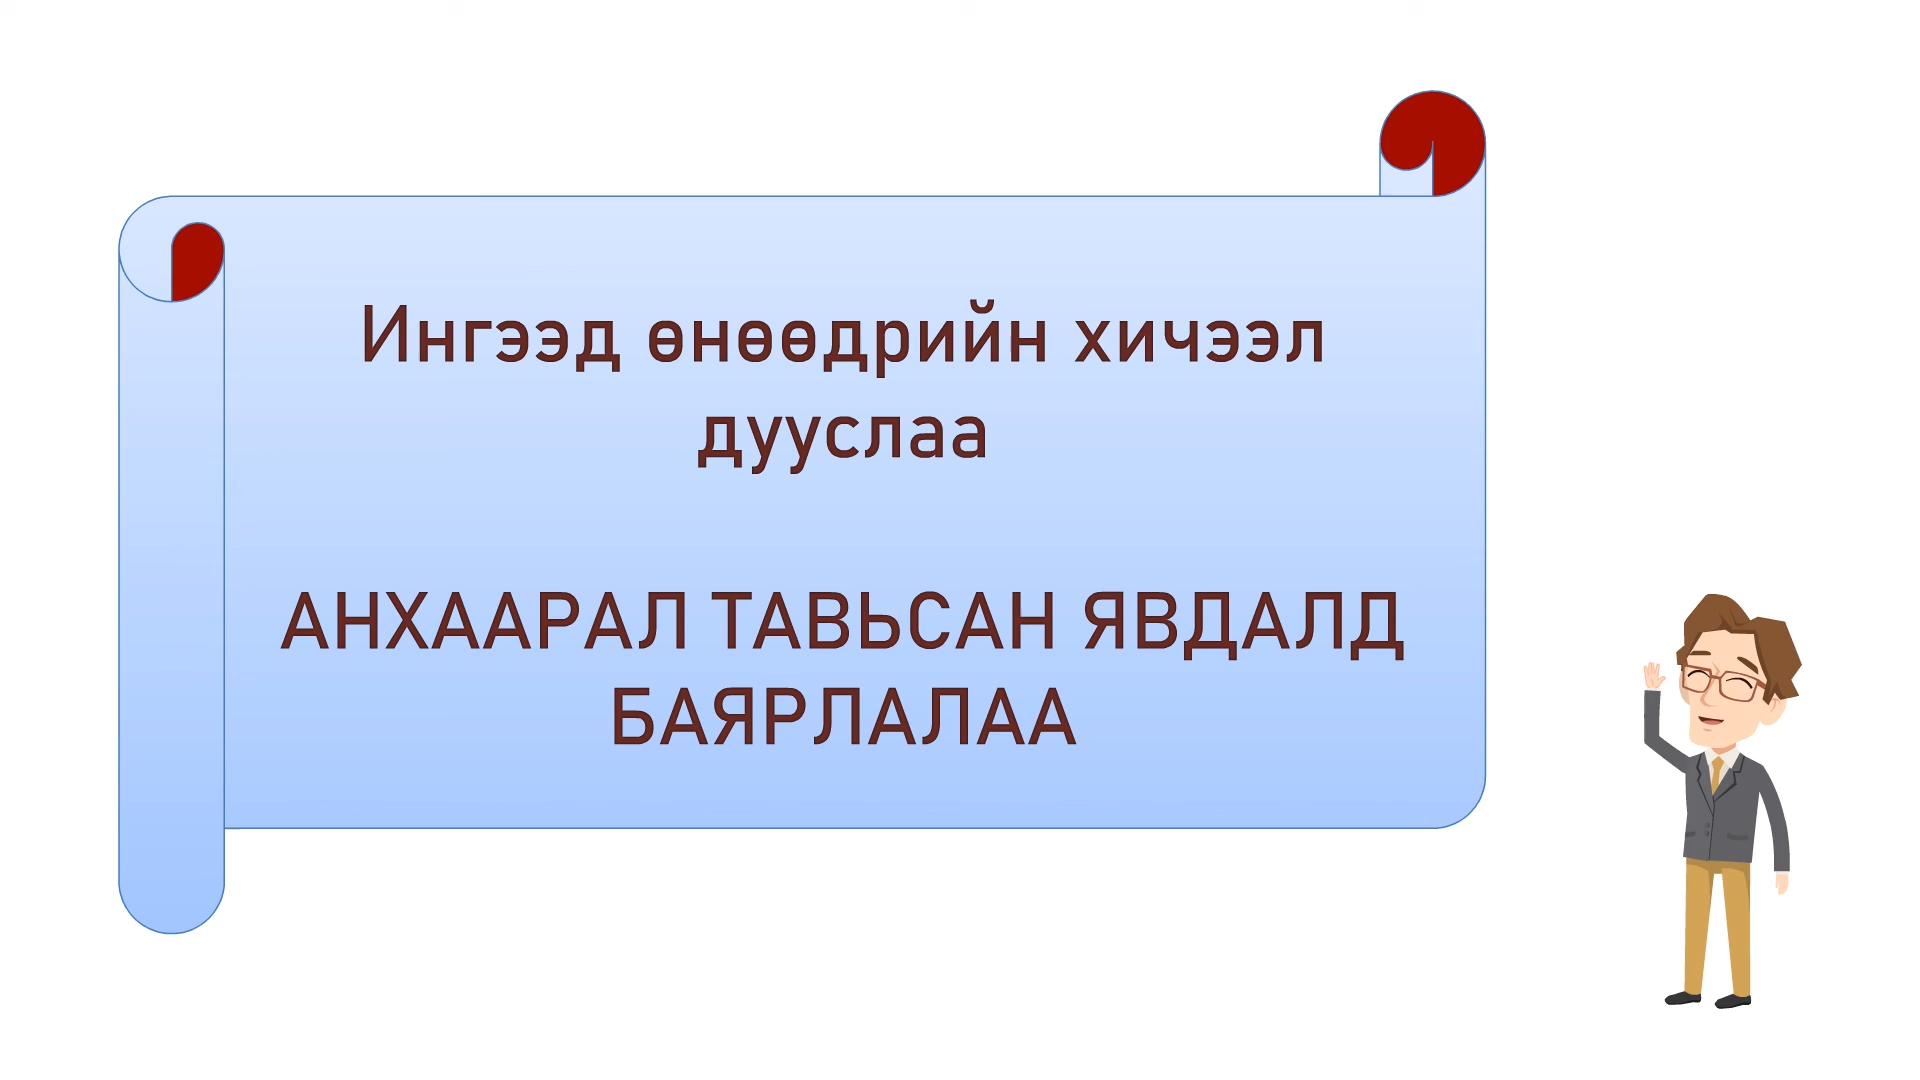 Ингээд өнөөдрийн хичээл
дууслаа
АНХААРАЛ ТАВЬСАН ЯВДАЛД
БАЯРЛАЛАА